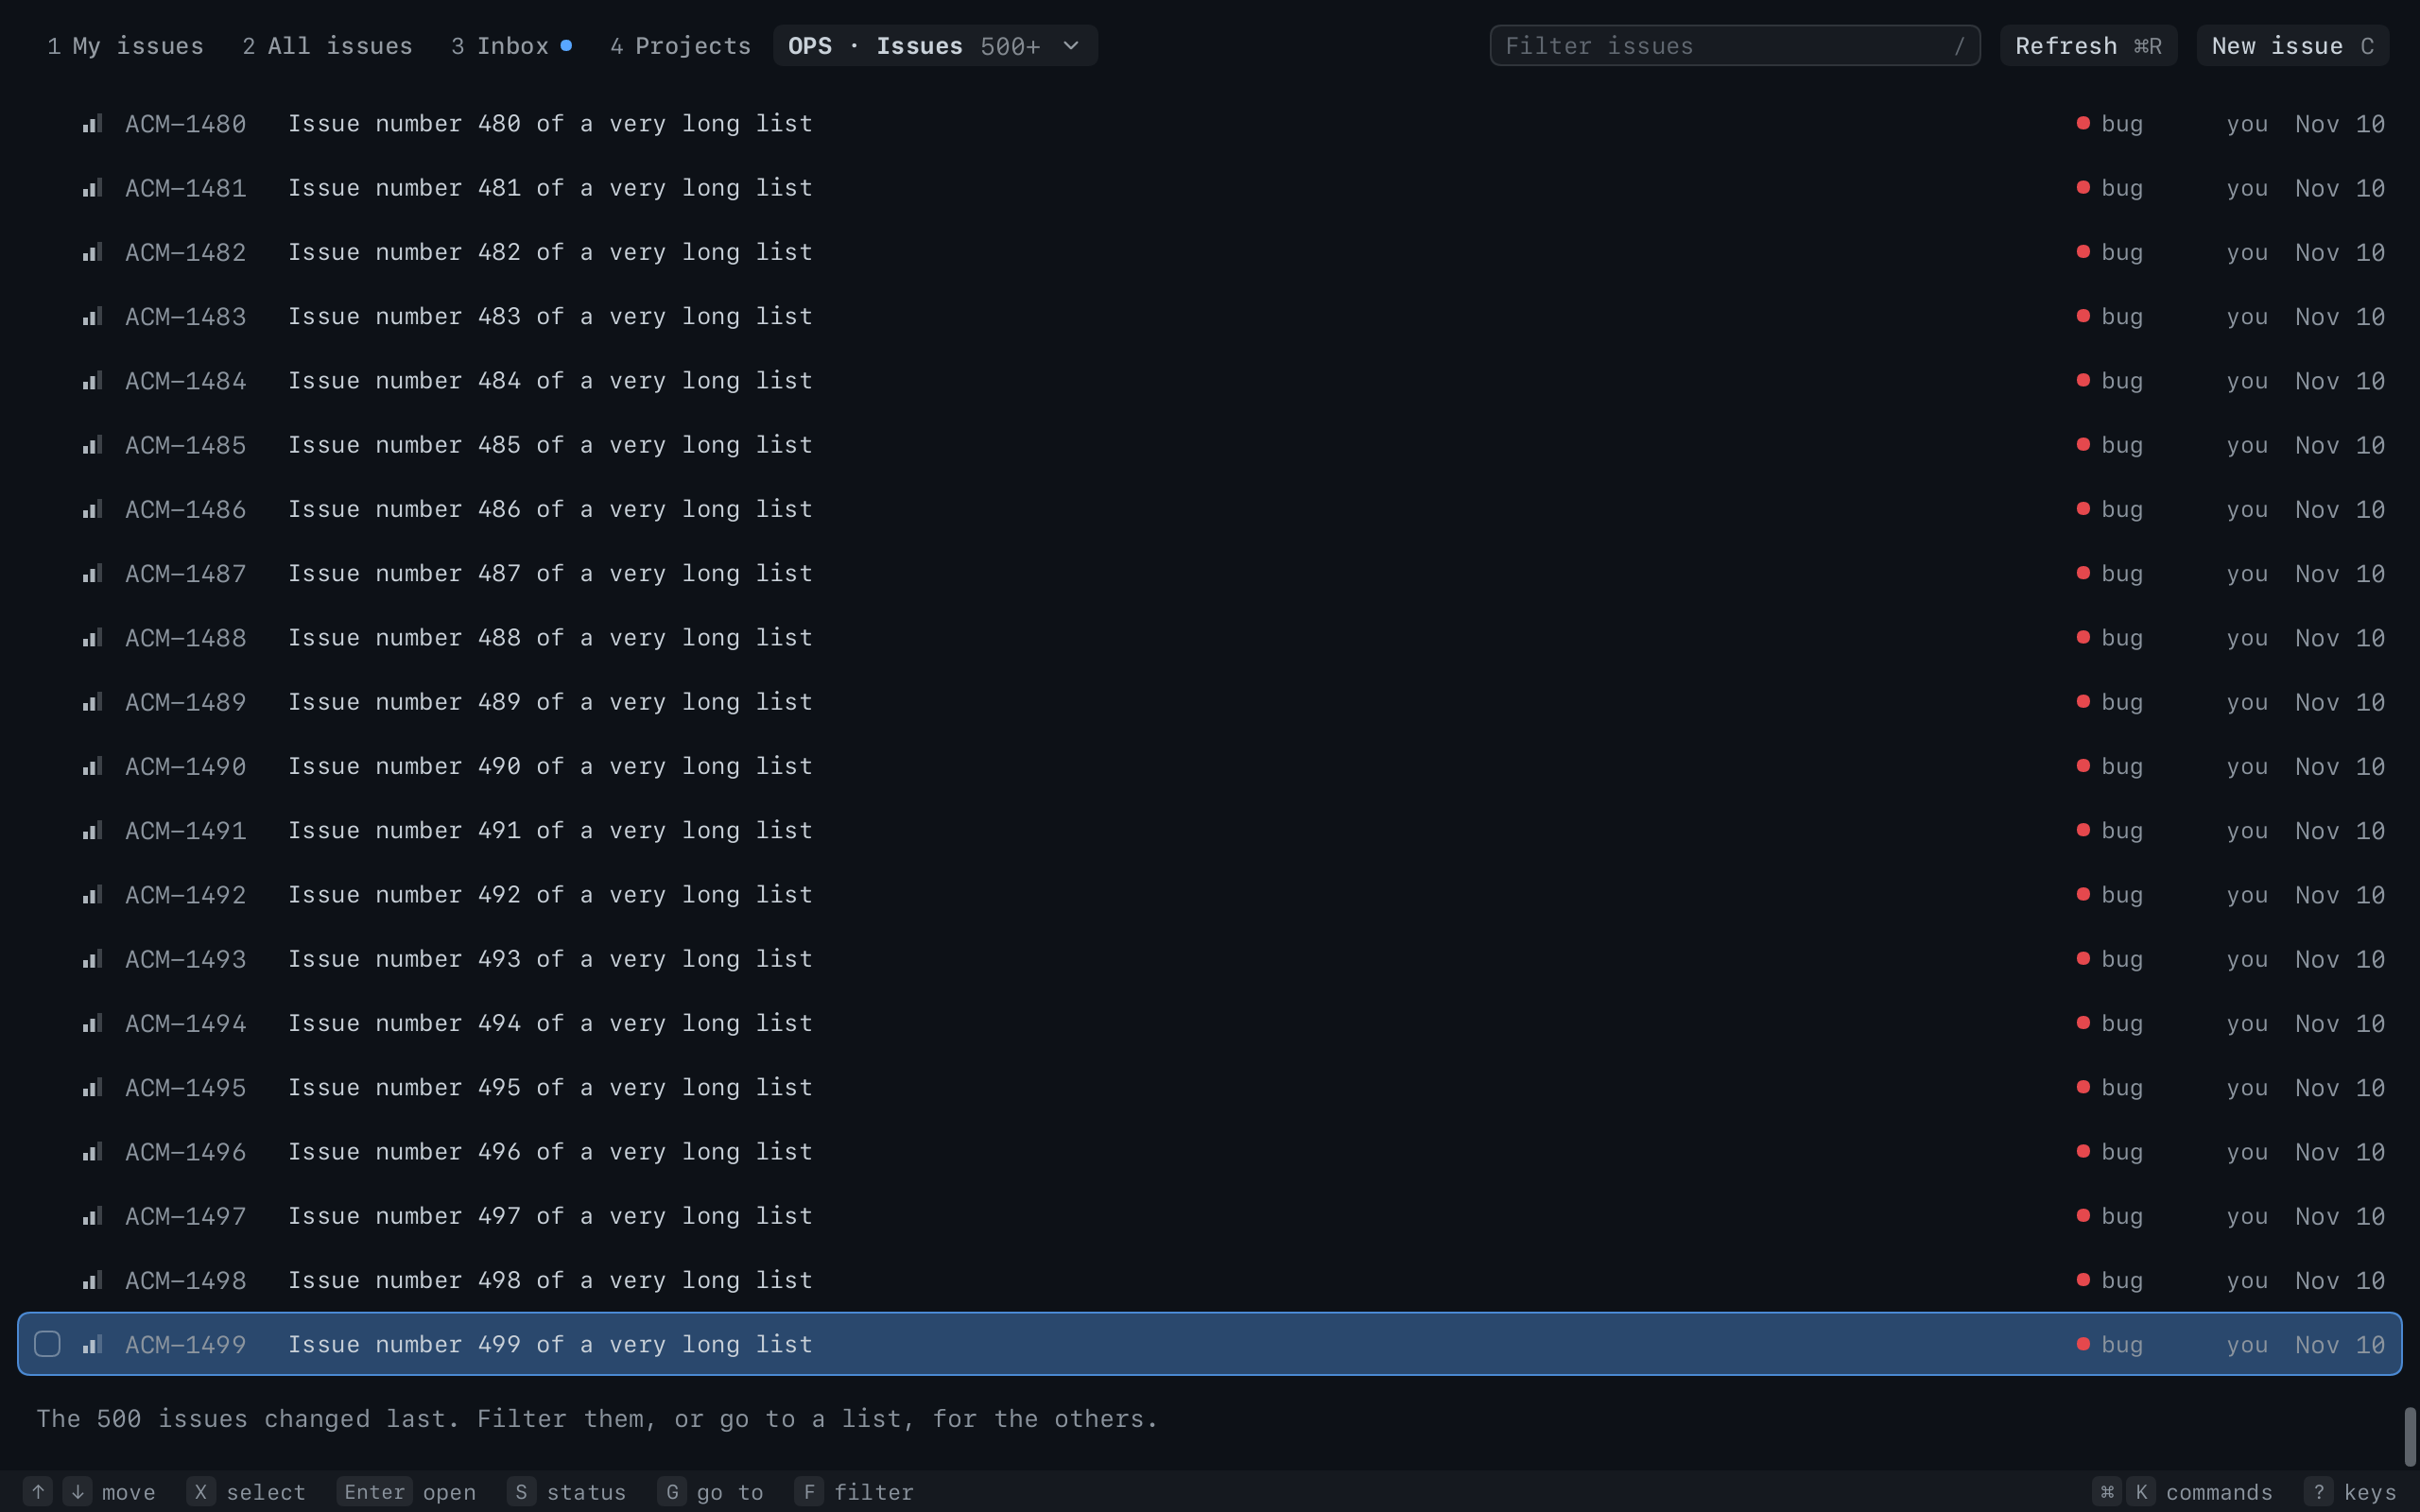 1 My issues 2 All issues 3 Inbox 4 Projects OPS · Issues 500+ Filter issues / Refresh ⌘R New issue C
ACM-1480 Issue number 480 of a very long list bug you Nov 10
ACM-1481 Issue number 481 of a very long list bug you Nov 10
ACM-1482 Issue number 482 of a very long list bug you Nov 10
ACM-1483 Issue number 483 of a very long list bug you Nov 10
ACM-1484 Issue number 484 of a very long list bug you Nov 10
ACM-1485 Issue number 485 of a very long list bug you Nov 10
ACM-1486 Issue number 486 of a very long list bug you Nov 10
ACM-1487 Issue number 487 of a very long list bug you Nov 10
ACM-1488 Issue number 488 of a very long list bug you Nov 10
ACM-1489 Issue number 489 of a very long list bug you Nov 10
ACM-1490 Issue number 490 of a very long list bug you Nov 10
ACM-1491 Issue number 491 of a very long list bug you Nov 10
ACM-1492 Issue number 492 of a very long list bug you Nov 10
ACM-1493 Issue number 493 of a very long list bug you Nov 10
ACM-1494 Issue number 494 of a very long list bug you Nov 10
ACM-1495 Issue number 495 of a very long list bug you Nov 10
ACM-1496 Issue number 496 of a very long list bug you Nov 10
ACM-1497 Issue number 497 of a very long list bug you Nov 10
ACM-1498 Issue number 498 of a very long list bug you Nov 10
ACM-1499 Issue number 499 of a very long list bug you Nov 10
The 500 issues changed last. Filter them, or go to a list, for the others.
↑ ↓ move X select Enter open S status G go to F filter ⌘ K commands ? keys